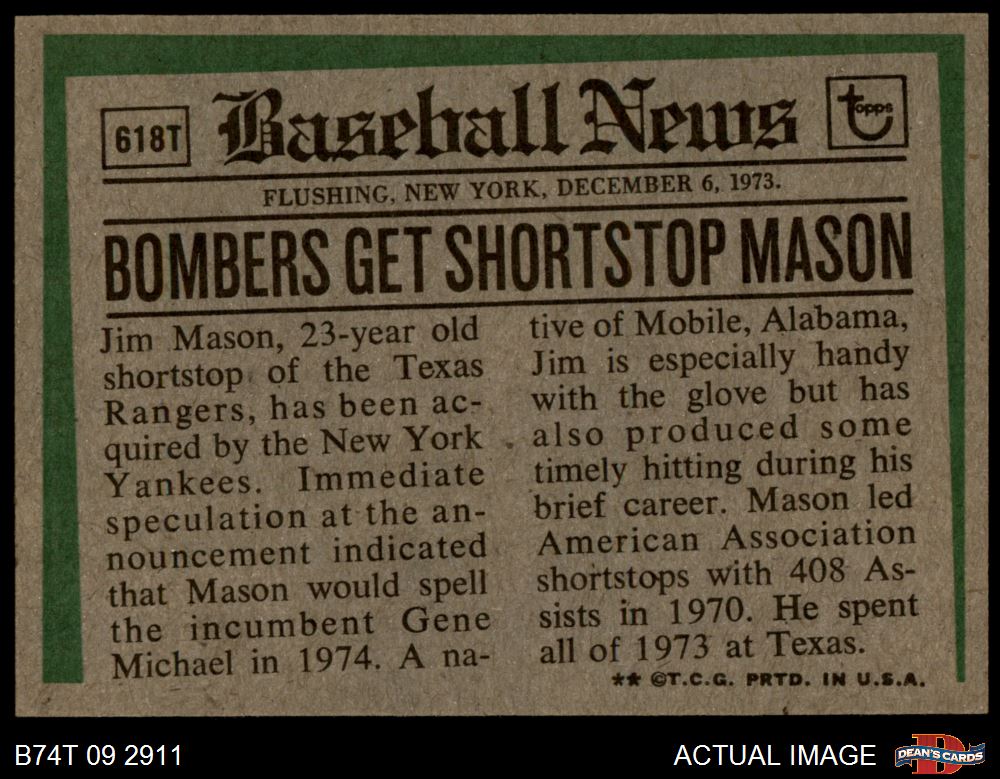 618T
Baseball News
topps
FLUSHING, NEW YORK, DECEMBER 6, 1973.
BOMBERS GET SHORTSTOP MASON
Jim Mason, 23-year old
shortstop of the Texas
Rangers, has been ac-
quired by the New York
Yankees. Immediate
speculation at the an-
nouncement indicated
that Mason would spell
the incumbent Gene
Michael in 1974. A na-
tive of Mobile, Alabama,
Jim is especially handy
with the glove but has
also produced some
timely hitting during his
brief career. Mason led
American Association
shortstops with 408 As-
sists in 1970. He spent
all of 1973 at Texas.
** ©T.C.G. PRTD. IN U.S.A.
B74T 09 2911
ACTUAL IMAGE
DEAN'S CARDS